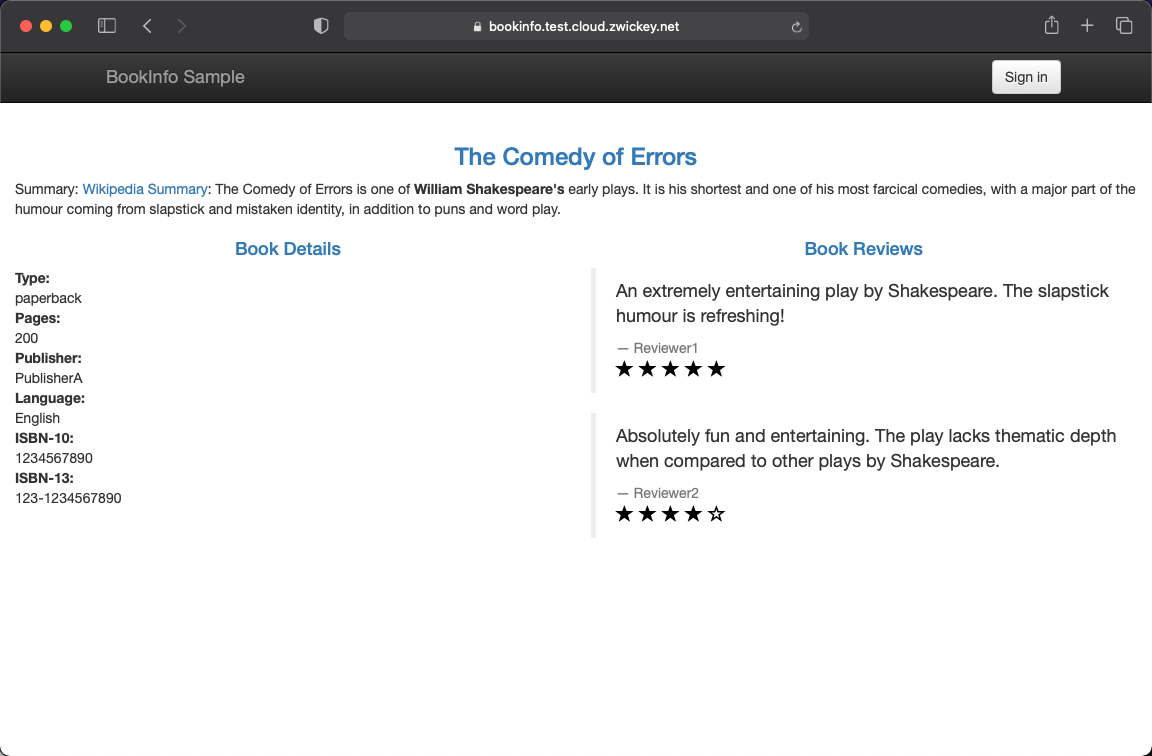 bookinfo.test.cloud.zwickey.net
BookInfo Sample
Sign in
The Comedy of Errors
Summary: Wikipedia Summary: The Comedy of Errors is one of William Shakespeare's early plays. It is his shortest and one of his most farcical comedies, with a major part of the
humour coming from slapstick and mistaken identity, in addition to puns and word play.
Book Details
Type:
paperback
Pages:
200
Publisher:
PublisherA
Language:
English
ISBN-10:
1234567890
ISBN-13:
123-1234567890
Book Reviews
An extremely entertaining play by Shakespeare. The slapstick
humour is refreshing!
— Reviewer1
★★★★★
Absolutely fun and entertaining. The play lacks thematic depth
when compared to other plays by Shakespeare.
— Reviewer2
★★★★☆